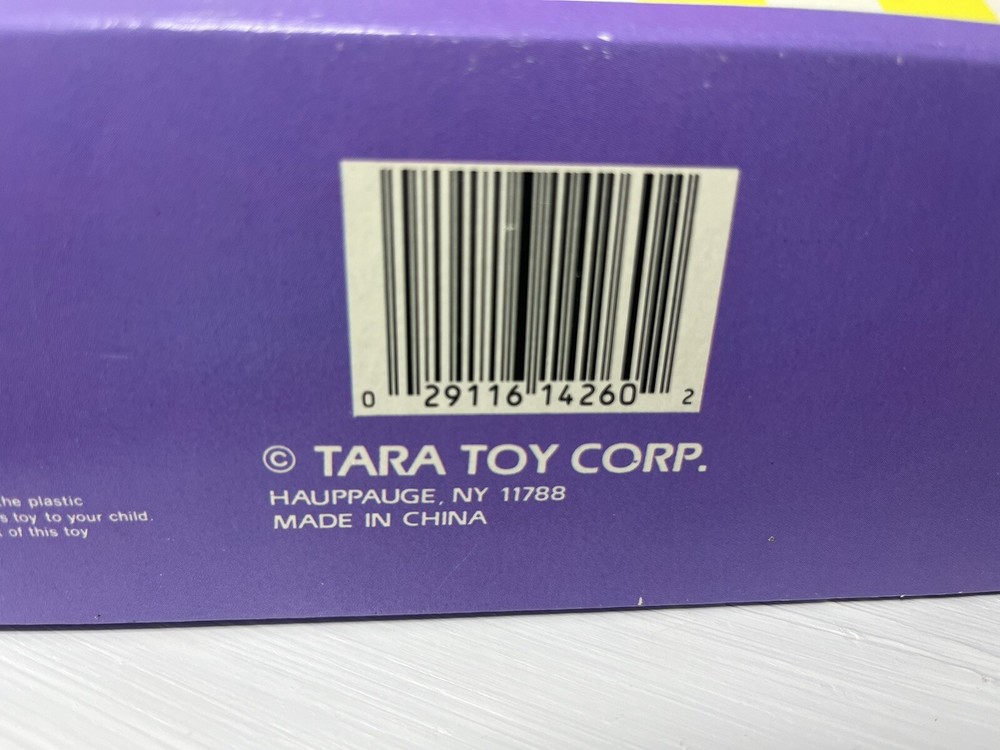 0 29116 14260 2
© TARA TOY CORP.
HAUPPAUGE, NY 11788
MADE IN CHINA
he plastic
s toy to your child.
of this toy